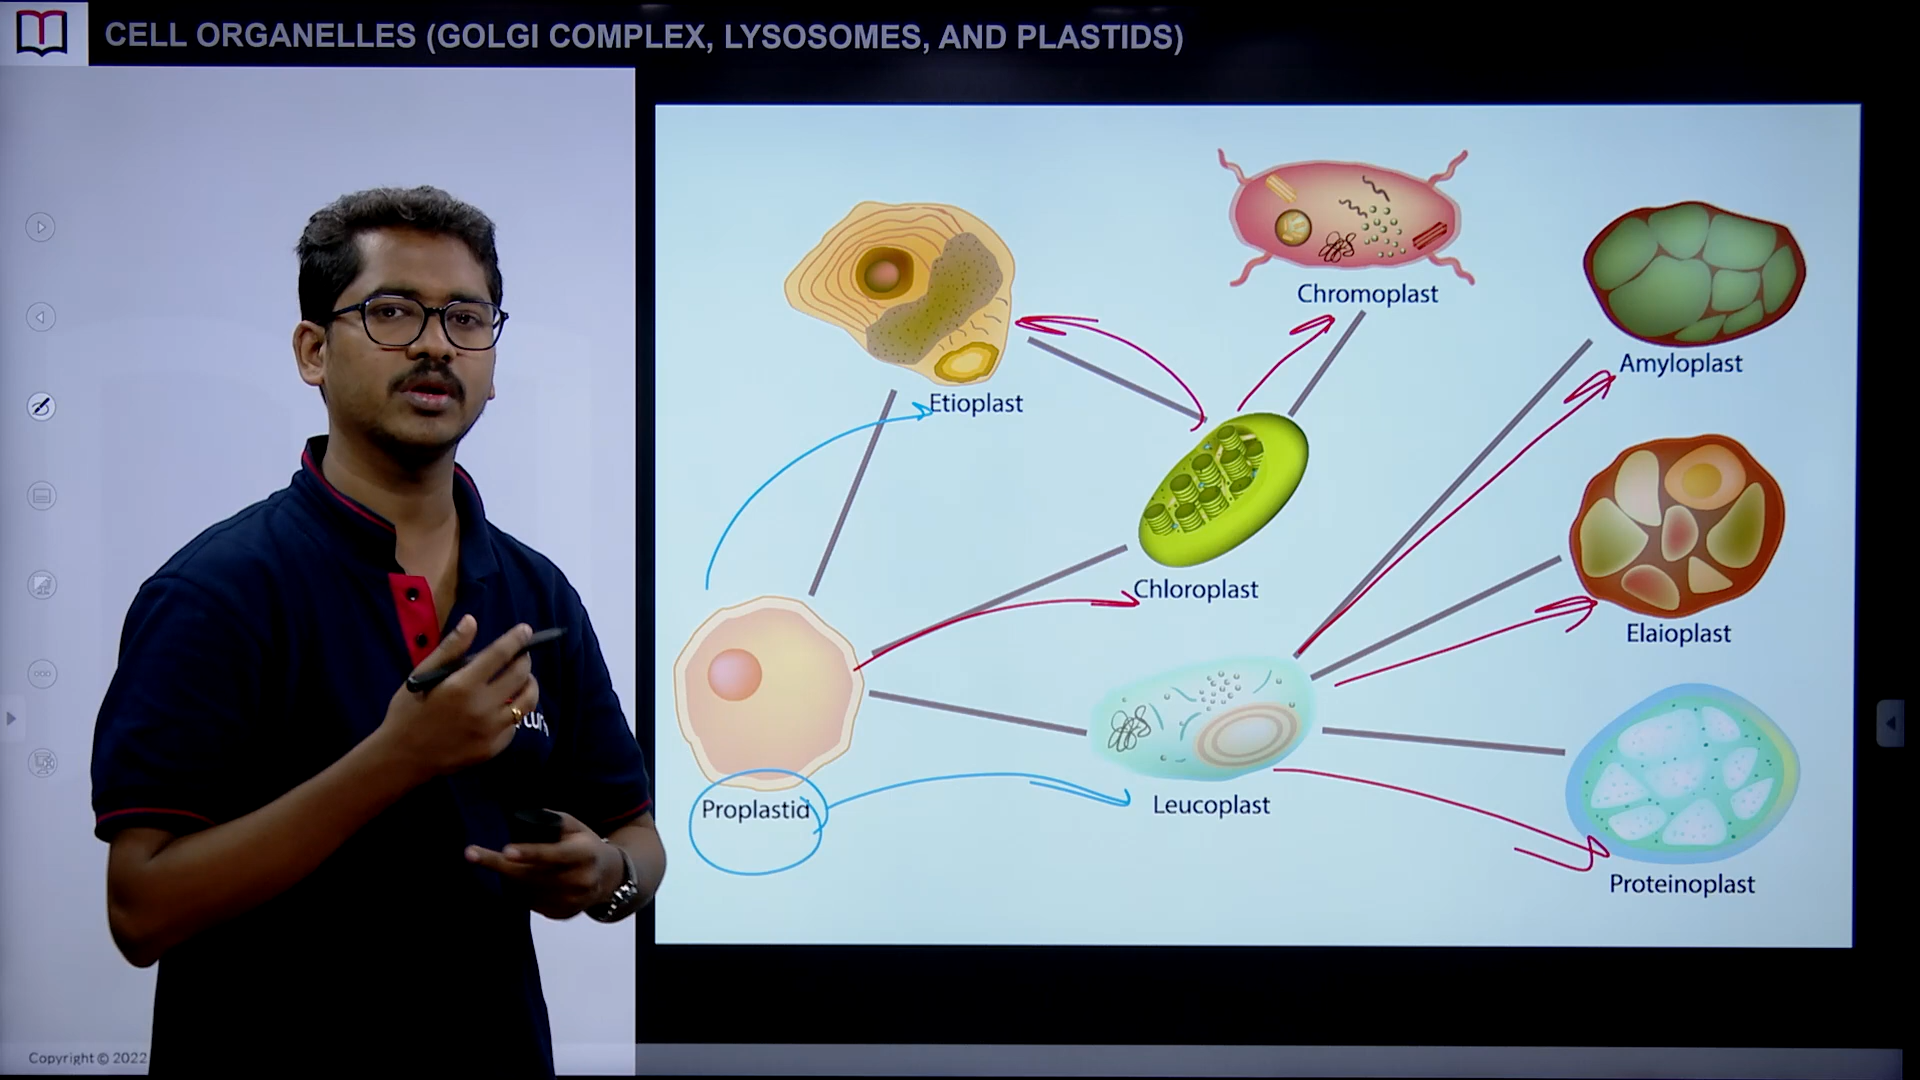 CELL ORGANELLES (GOLGI COMPLEX, LYSOSOMES, AND PLASTIDS)
Chromoplast
Amyloplast
Etioplast
Chloroplast
Elaioplast
Leucoplast
Proplastid
Proteinoplast
Copyright © 2022